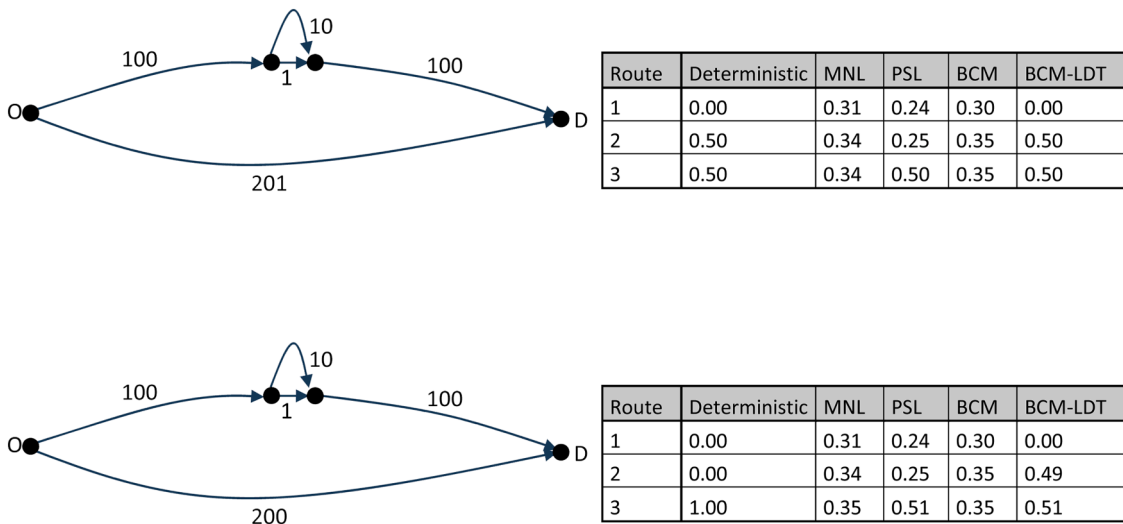 10
100
1
100
O
D
201
Route Deterministic MNL PSL BCM BCM-LDT
1 0.00 0.31 0.24 0.30 0.00
2 0.50 0.34 0.25 0.35 0.50
3 0.50 0.34 0.50 0.35 0.50
10
100
1
100
O
D
200
Route Deterministic MNL PSL BCM BCM-LDT
1 0.00 0.31 0.24 0.30 0.00
2 0.00 0.34 0.25 0.35 0.49
3 1.00 0.35 0.51 0.35 0.51